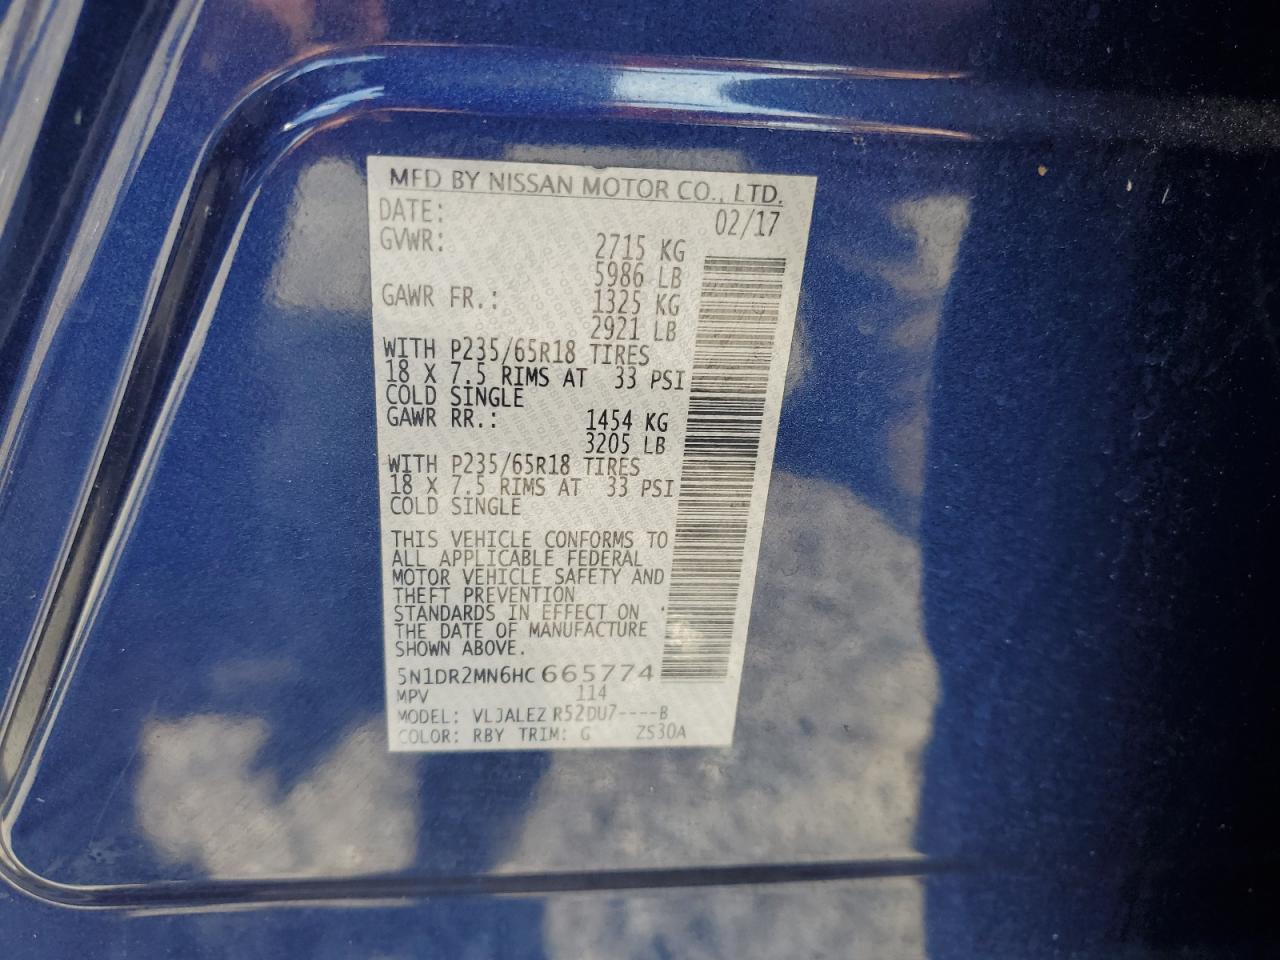 MFD BY NISSAN MOTOR CO., LTD.
DATE: 02/17
GVWR: 2715 KG
5986 LB
GAWR FR.: 1325 KG
2921 LB
WITH P235/65R18 TIRES
18 X 7.5 RIMS AT 33 PSI
COLD SINGLE
GAWR RR.: 1454 KG
3205 LB
WITH P235/65R18 TIRES
18 X 7.5 RIMS AT 33 PSI
COLD SINGLE
THIS VEHICLE CONFORMS TO
ALL APPLICABLE FEDERAL
MOTOR VEHICLE SAFETY AND
THEFT PREVENTION
STANDARDS IN EFFECT ON
THE DATE OF MANUFACTURE
SHOWN ABOVE.
5N1DR2MN6HC665774
MPV 114
MODEL: VLJALEZ R52DU7----B
COLOR: RBY TRIM: G ZS30A